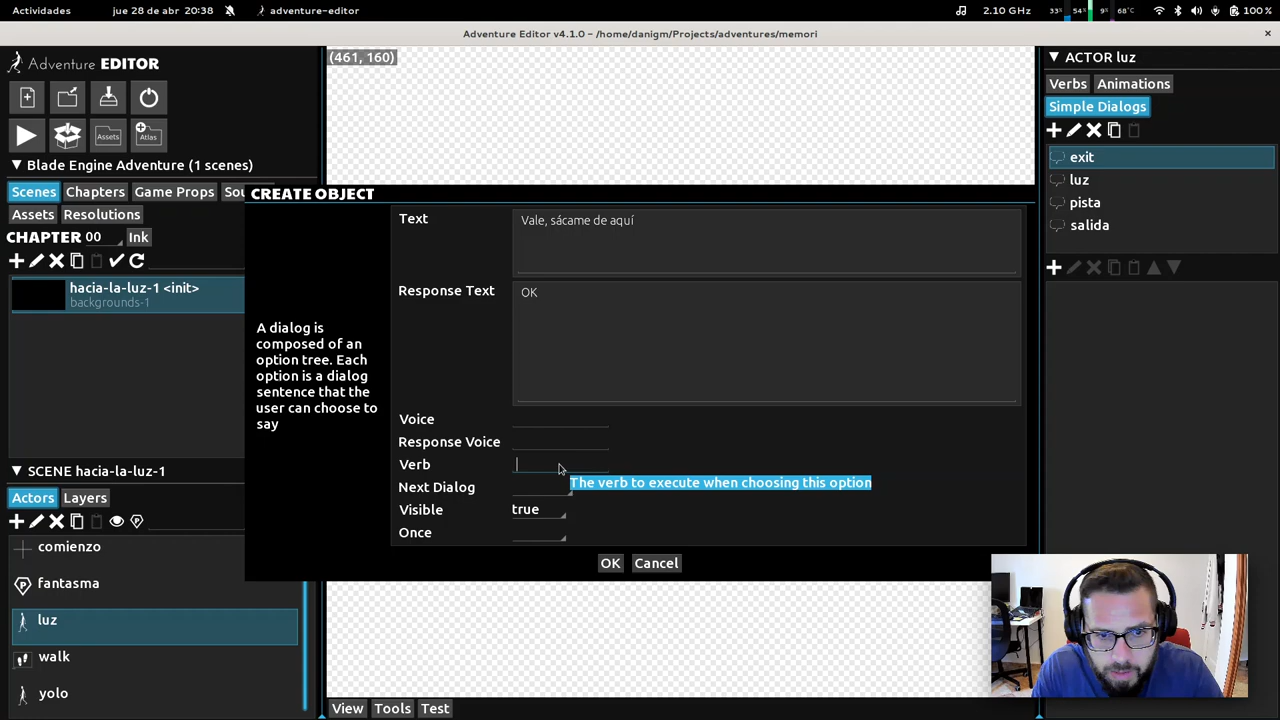 Actividades
jue 28 de abr 20:38
adventure-editor
2.10 GHz
33%
54%
9%
68°C
100 %
Adventure Editor v4.1.0 – /home/danigm/Projects/adventures/memori
×
Adventure EDITOR
(461, 160)
ACTOR luz
Verbs
Animations
Simple Dialogs
Assets
Atlas
Blade Engine Adventure (1 scenes)
exit
luz
pista
salida
Scenes
Chapters
Game Props
Sou
Assets
Resolutions
CHAPTER 00
Ink
hacia-la-luz-1 <init>
backgrounds-1
CREATE OBJECT
A dialog is
composed of an
option tree. Each
option is a dialog
sentence that the
user can choose to
say
Text
Vale, sácame de aquí
Response Text
OK
Voice
Response Voice
Verb
The verb to execute when choosing this option
Next Dialog
Visible
true
Once
OK
Cancel
SCENE hacia-la-luz-1
Actors
Layers
comienzo
fantasma
luz
walk
yolo
View
Tools
Test